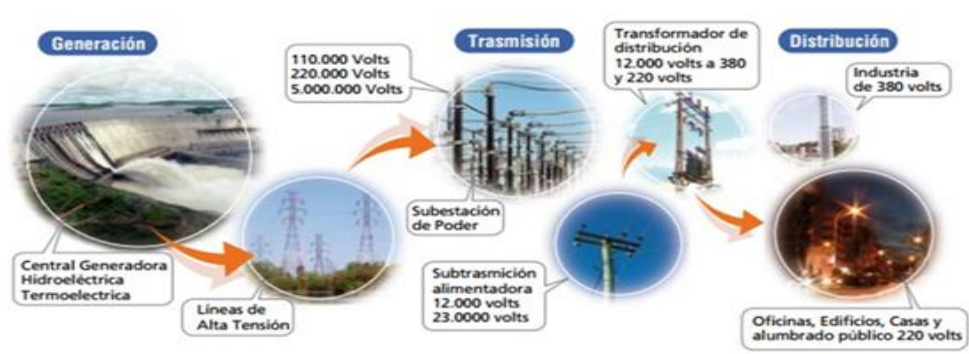 Generación
Trasmisión
Distribución
110.000 Volts
220.000 Volts
5.000.000 Volts
Transformador de
distribución
12.000 volts a 380
y 220 volts
Industria
de 380 volts
Subestación
de Poder
Central Generadora
Hidroeléctrica
Termoelectrica
Líneas de
Alta Tensión
Subtrasmición
alimentadora
12.000 volts
23.0000 volts
Oficinas, Edificios, Casas y
alumbrado público 220 volts